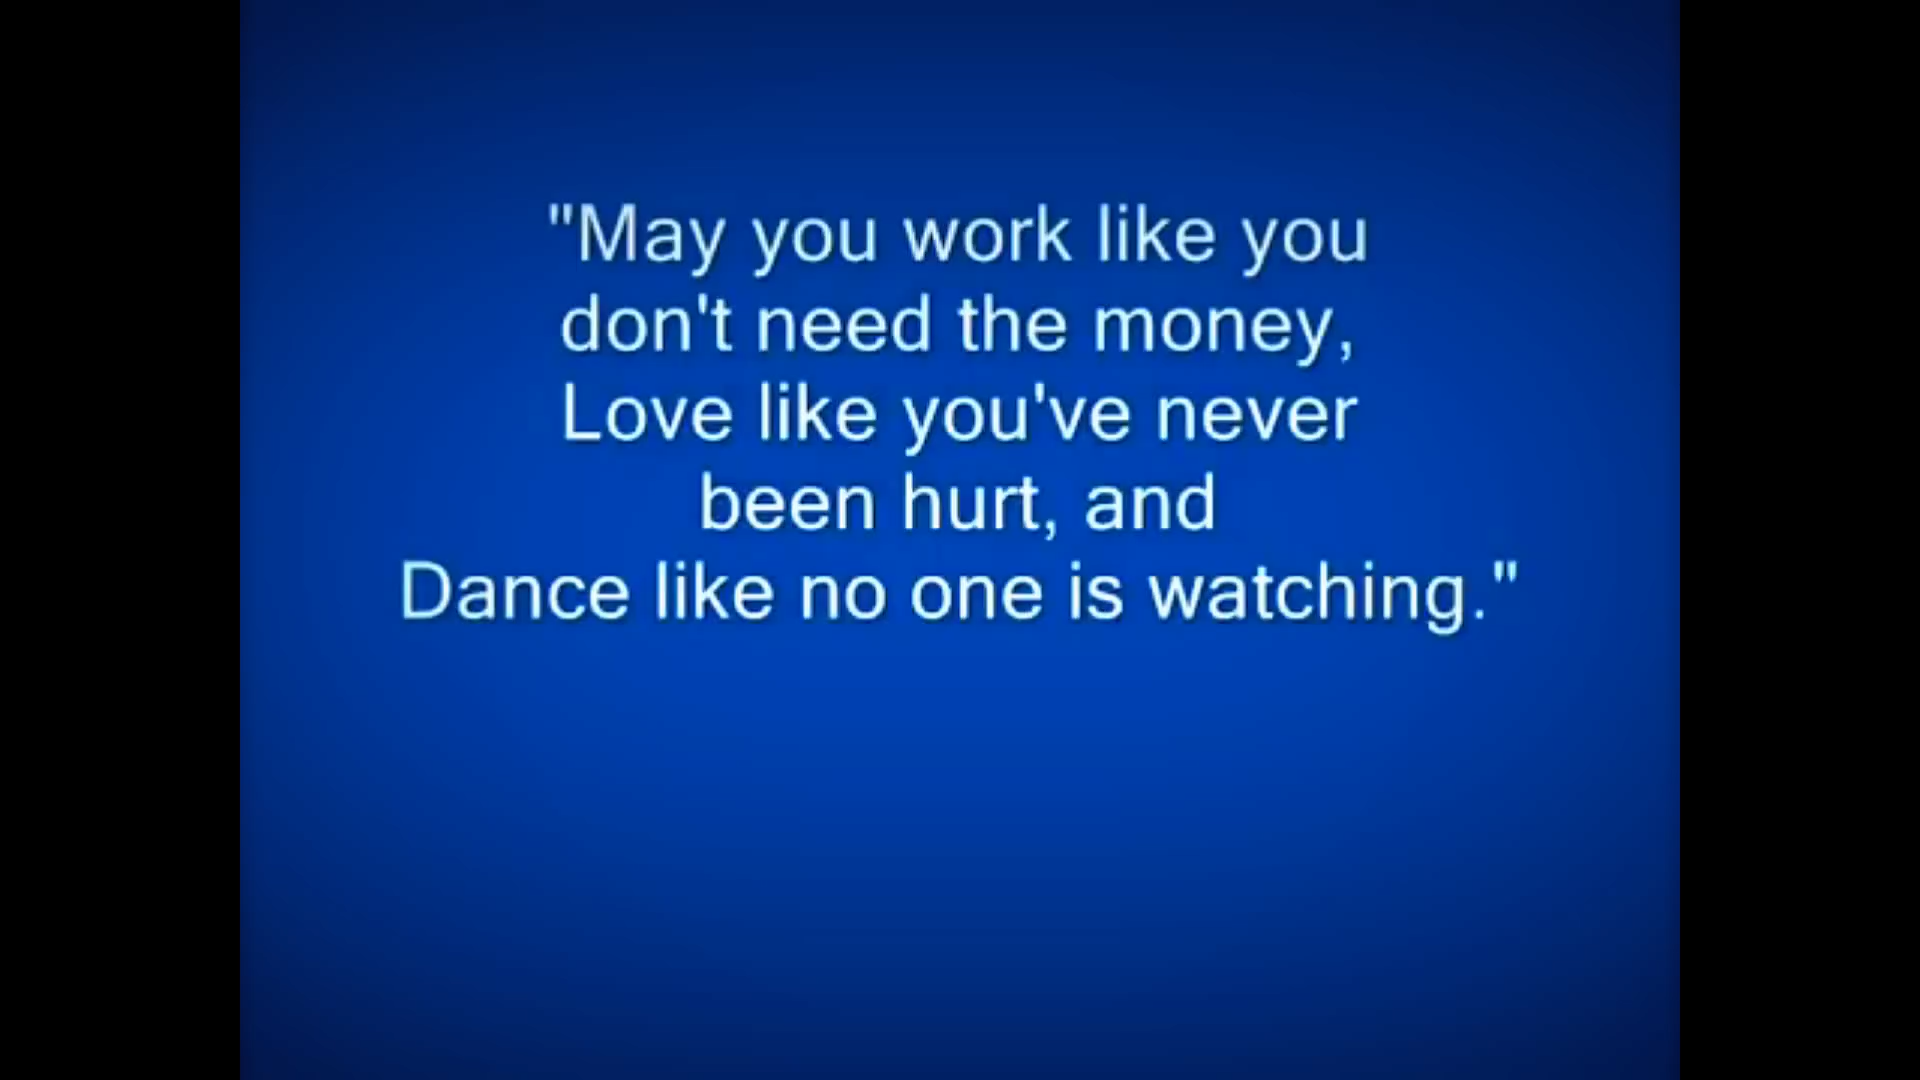 "May you work like you
don't need the money,
Love like you've never
been hurt, and
Dance like no one is watching."